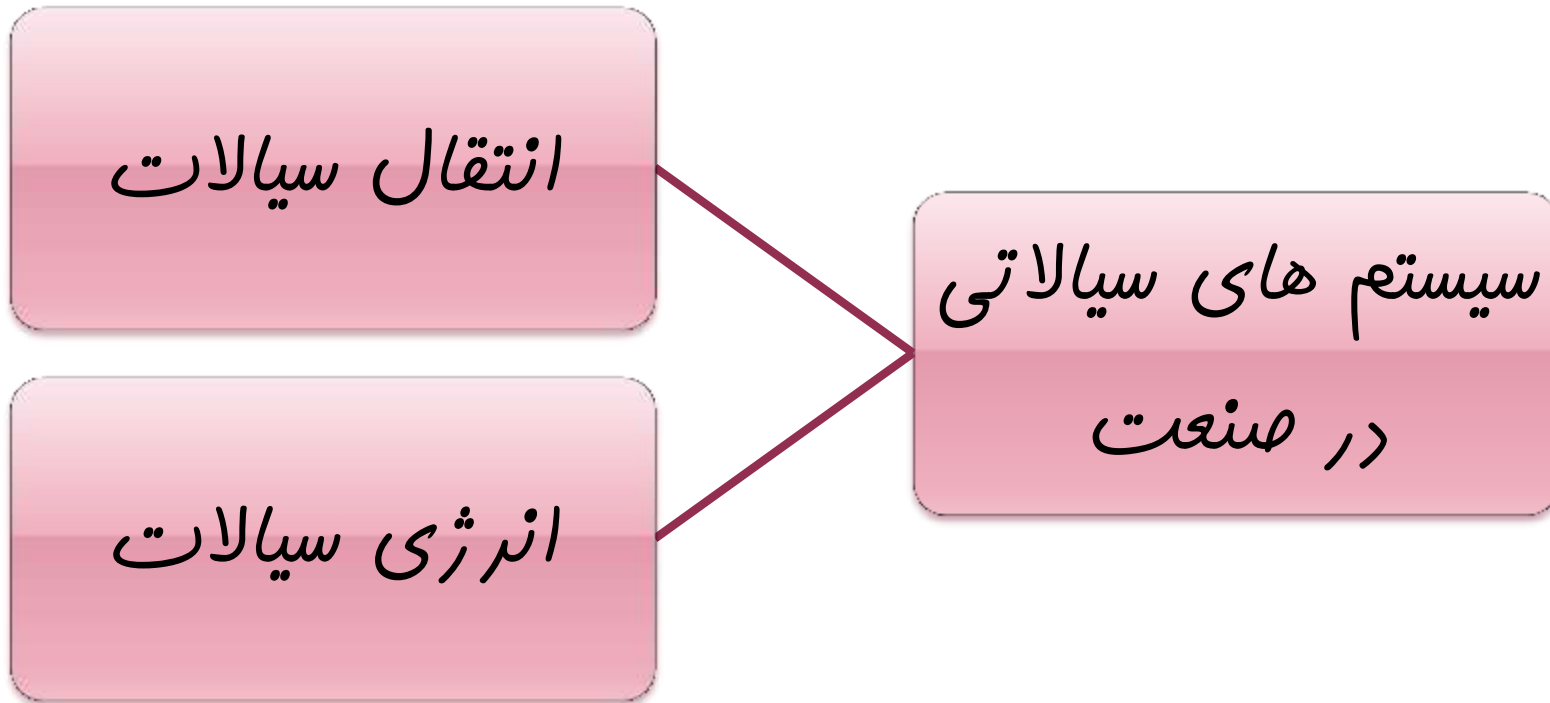 سیستم های سیالاتی
در صنعت
انتقال سیالات
انرژی سیالات